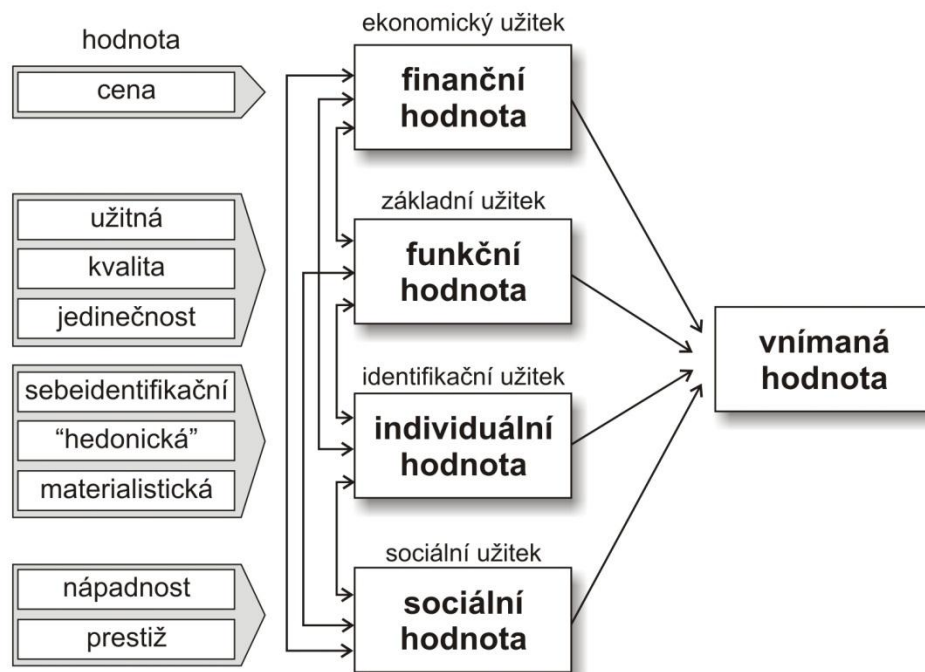 hodnota
cena
užitná
kvalita
jedinečnost
sebeidentifikační
“hedonická”
materialistická
nápadnost
prestiž
ekonomický užitek
finanční
hodnota
základní užitek
funkční
hodnota
identifikační užitek
individuální
hodnota
sociální užitek
sociální
hodnota
vnímaná
hodnota